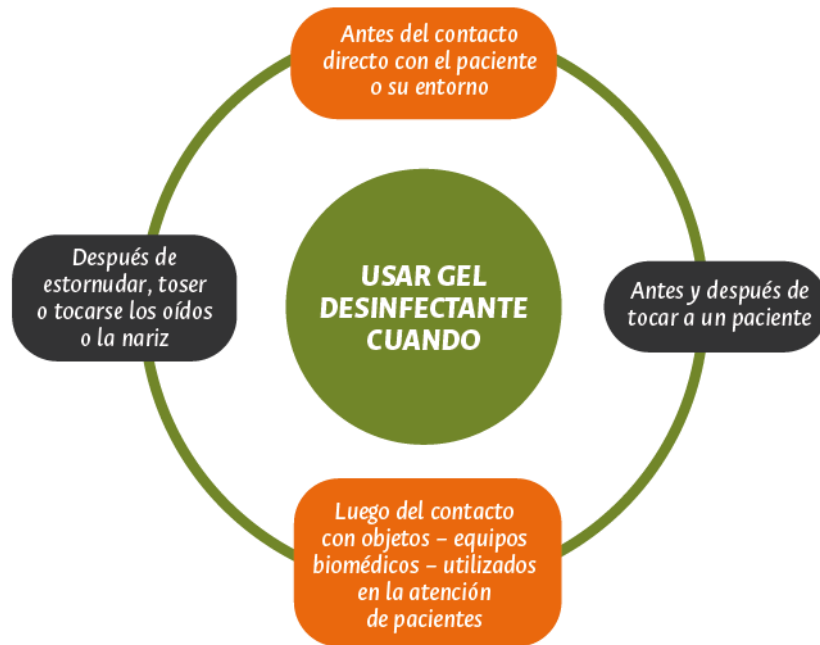 Antes del contacto
directo con el paciente
o su entorno
Después de
estornudar, toser
o tocarse los oídos
o la nariz
USAR GEL
DESINFECTANTE
CUANDO
Antes y después de
tocar a un paciente
Luego del contacto
con objetos – equipos
biomédicos – utilizados
en la atención
de pacientes